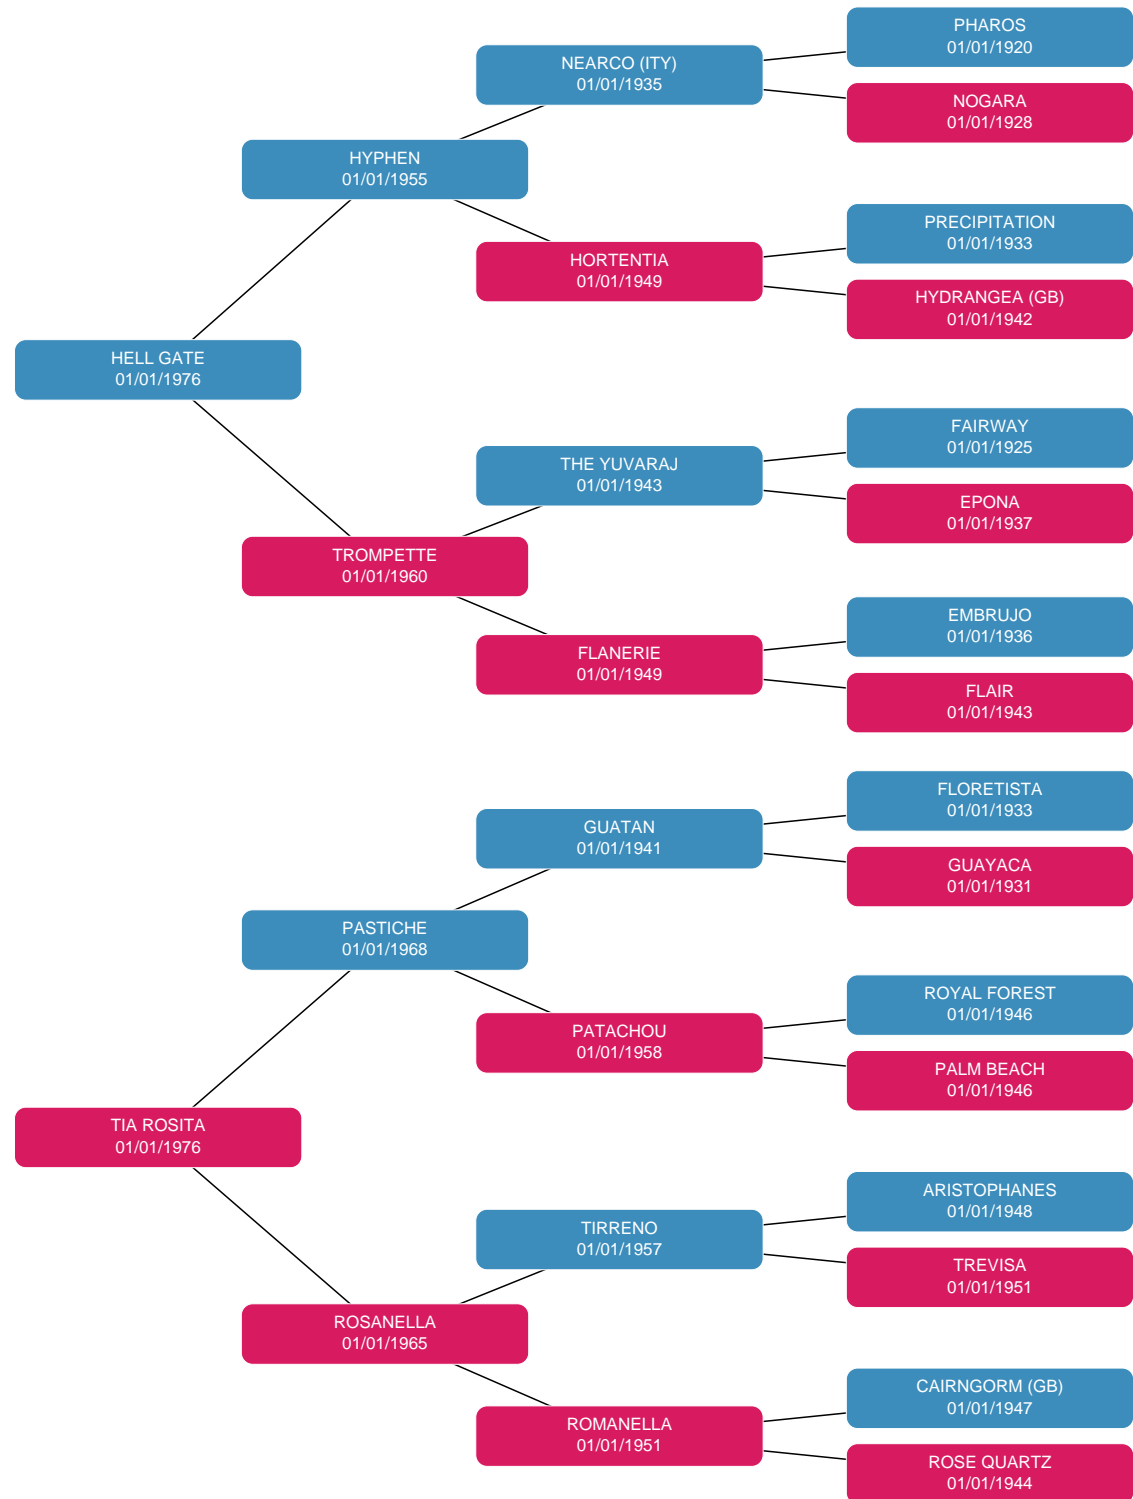 PHAROS
01/01/1920
NEARCO (ITY)
01/01/1935
NOGARA
01/01/1928
HYPHEN
01/01/1955
PRECIPITATION
01/01/1933
HORTENTIA
01/01/1949
HYDRANGEA (GB)
01/01/1942
HELL GATE
01/01/1976
FAIRWAY
01/01/1925
THE YUVARAJ
01/01/1943
EPONA
01/01/1937
TROMPETTE
01/01/1960
EMBRUJO
01/01/1936
FLANERIE
01/01/1949
FLAIR
01/01/1943
FLORETISTA
01/01/1933
GUATAN
01/01/1941
GUAYACA
01/01/1931
PASTICHE
01/01/1968
ROYAL FOREST
01/01/1946
PATACHOU
01/01/1958
PALM BEACH
01/01/1946
TIA ROSITA
01/01/1976
ARISTOPHANES
01/01/1948
TIRRENO
01/01/1957
TREVISA
01/01/1951
ROSANELLA
01/01/1965
CAIRNGORM (GB)
01/01/1947
ROMANELLA
01/01/1951
ROSE QUARTZ
01/01/1944